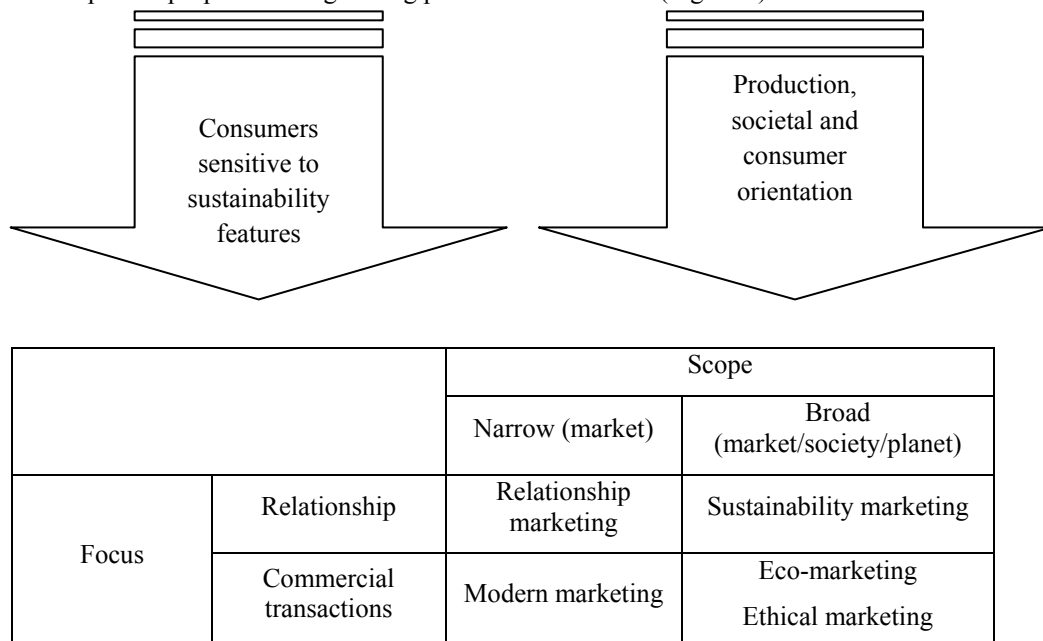 Consumers
sensitive to
sustainability
features
Production,
societal and
consumer
orientation
Scope
Narrow (market)
Broad
(market/society/planet)
Focus
Relationship
Relationship
marketing
Sustainability marketing
Commercial
transactions
Modern marketing
Eco-marketing
Ethical marketing